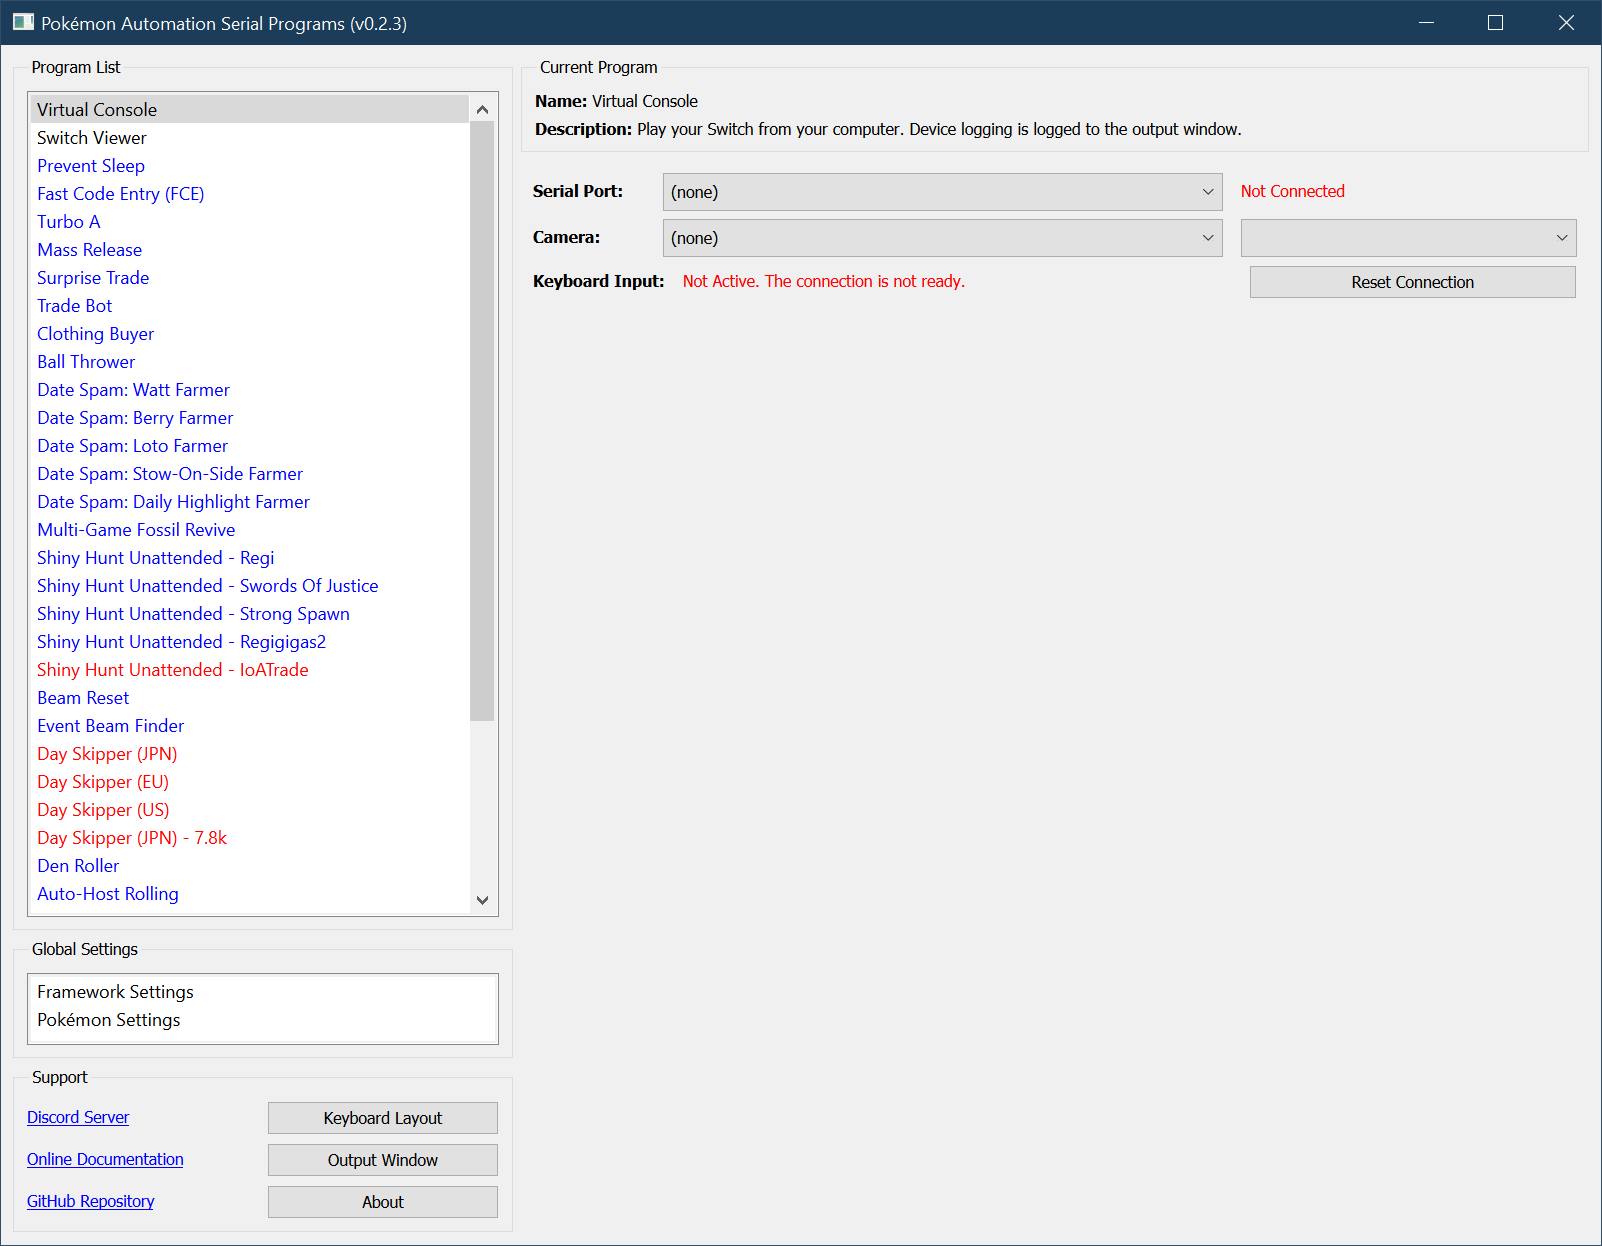 Pokémon Automation Serial Programs (v0.2.3)
Program List
Virtual Console
Switch Viewer
Prevent Sleep
Fast Code Entry (FCE)
Turbo A
Mass Release
Surprise Trade
Trade Bot
Clothing Buyer
Ball Thrower
Date Spam: Watt Farmer
Date Spam: Berry Farmer
Date Spam: Loto Farmer
Date Spam: Stow-On-Side Farmer
Date Spam: Daily Highlight Farmer
Multi-Game Fossil Revive
Shiny Hunt Unattended - Regi
Shiny Hunt Unattended - Swords Of Justice
Shiny Hunt Unattended - Strong Spawn
Shiny Hunt Unattended - Regigigas2
Shiny Hunt Unattended - IoATrade
Beam Reset
Event Beam Finder
Day Skipper (JPN)
Day Skipper (EU)
Day Skipper (US)
Day Skipper (JPN) - 7.8k
Den Roller
Auto-Host Rolling
Global Settings
Framework Settings
Pokémon Settings
Support
Discord Server
Keyboard Layout
Online Documentation
Output Window
GitHub Repository
About
Current Program
Name: Virtual Console
Description: Play your Switch from your computer. Device logging is logged to the output window.
Serial Port: (none) Not Connected
Camera: (none)
Keyboard Input: Not Active. The connection is not ready.
Reset Connection